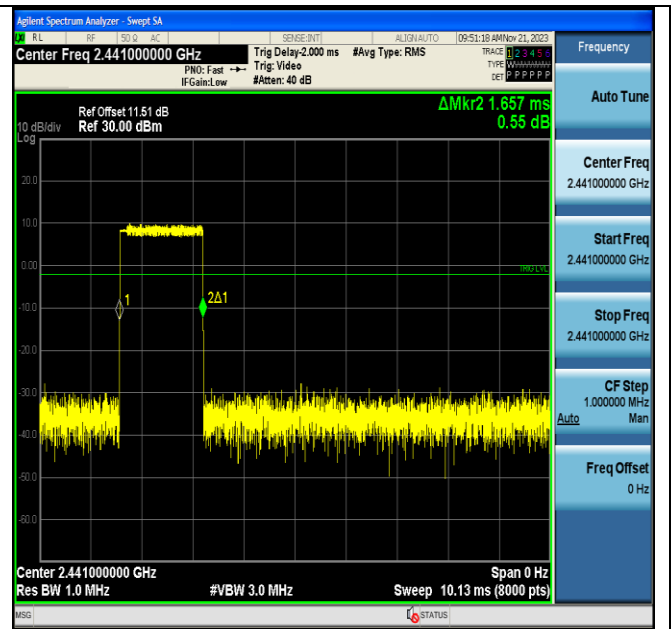 Agilent Spectrum Analyzer - Swept SA
RL RF 50 Ω AC SENSE:INT ALIGN AUTO 09:51:18 AM Nov 21, 2023
Center Freq 2.441000000 GHz
PNO: Fast
IFGain:Low
Trig Delay-2.000 ms
Trig: Video
#Atten: 40 dB
#Avg Type: RMS
TRACE 1 2 3 4 5 6
TYPE
DET P P P P P P
Ref Offset 11.51 dB
10 dB/div Ref 30.00 dBm
Log
ΔMkr2 1.657 ms
0.55 dB
20.0
10.0
0.00
TRIG LVL
-10.0
1
2Δ1
-20.0
-30.0
-40.0
-50.0
-60.0
Center 2.441000000 GHz Span 0 Hz
Res BW 1.0 MHz #VBW 3.0 MHz Sweep 10.13 ms (8000 pts)
MSG STATUS
Frequency
Auto Tune
Center Freq
2.441000000 GHz
Start Freq
2.441000000 GHz
Stop Freq
2.441000000 GHz
CF Step
1.000000 MHz
Auto Man
Freq Offset
0 Hz